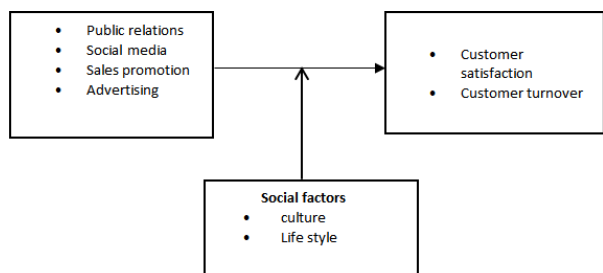 • Public relations
• Social media
• Sales promotion
• Advertising
• Customer
satisfaction
• Customer turnover
Social factors
• culture
• Life style